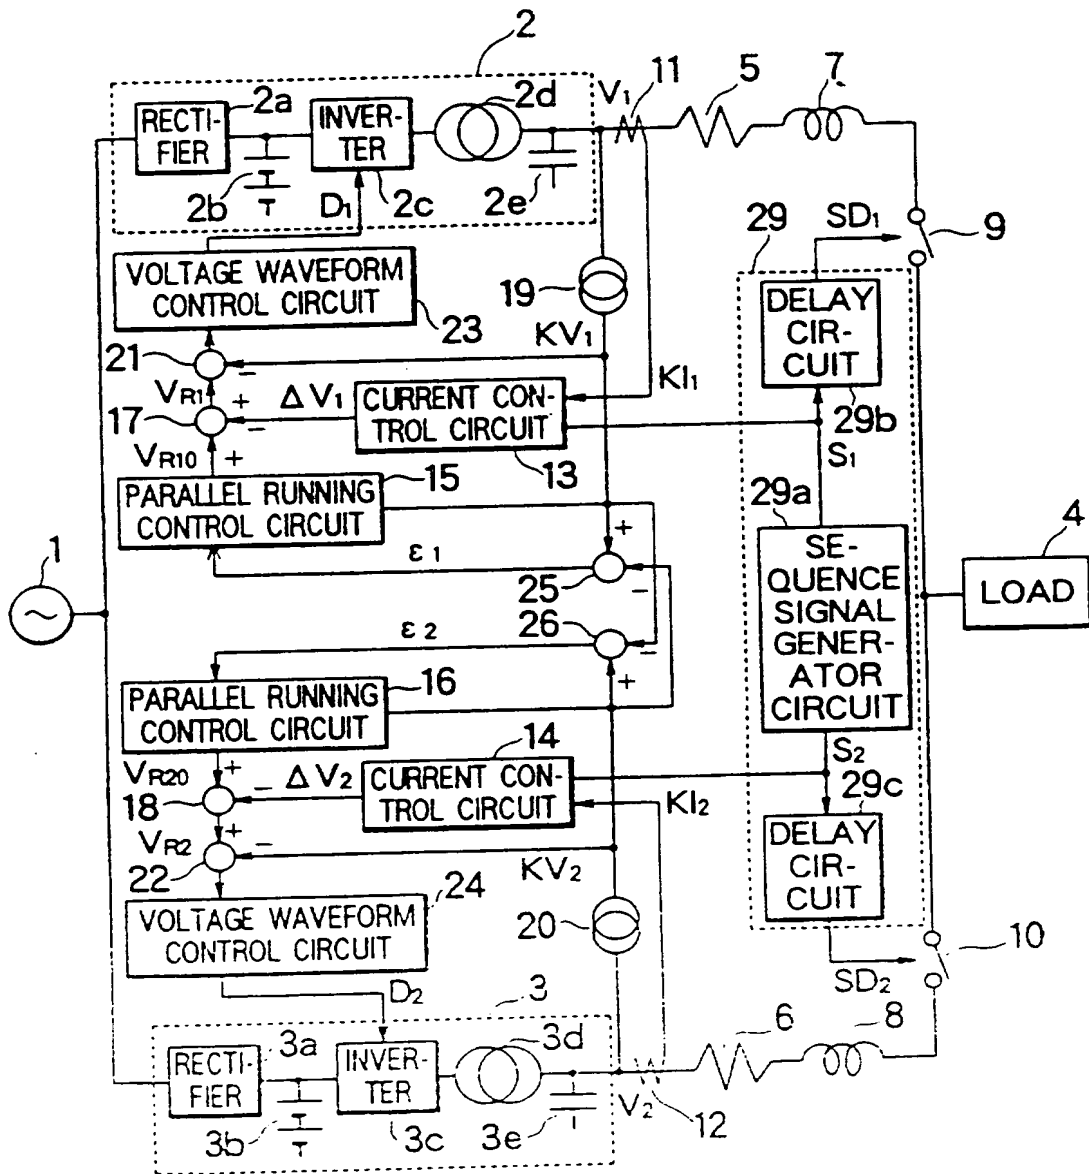 2
2a
RECTI-
FIER
2b
INVER-
TER
D1
2c
2d
2e
V1
11
5
7
VOLTAGE WAVEFORM
CONTROL CIRCUIT
23
19
KV1
KI1
29
SD1
9
DELAY
CIR-
CUIT
29b
S1
21
−
VR1
+
17
−
ΔV1
CURRENT CON-
TROL CIRCUIT
13
VR10
+
PARALLEL RUNNING
CONTROL CIRCUIT
15
ε1
+
25
−
29a
SE-
QUENCE
SIGNAL
GENER-
ATOR
CIRCUIT
4
LOAD
1
26
ε2
−
+
PARALLEL RUNNING
CONTROL CIRCUIT
16
VR20
+
18
−
ΔV2
CURRENT CON-
TROL CIRCUIT
14
KI2
S2
29c
DELAY
CIR-
CUIT
VR2
+
22
−
KV2
VOLTAGE WAVEFORM
CONTROL CIRCUIT
24
20
SD2
10
D2
3
3a
RECTI-
FIER
3b
INVER-
TER
3c
3d
3e
V2
12
6
8